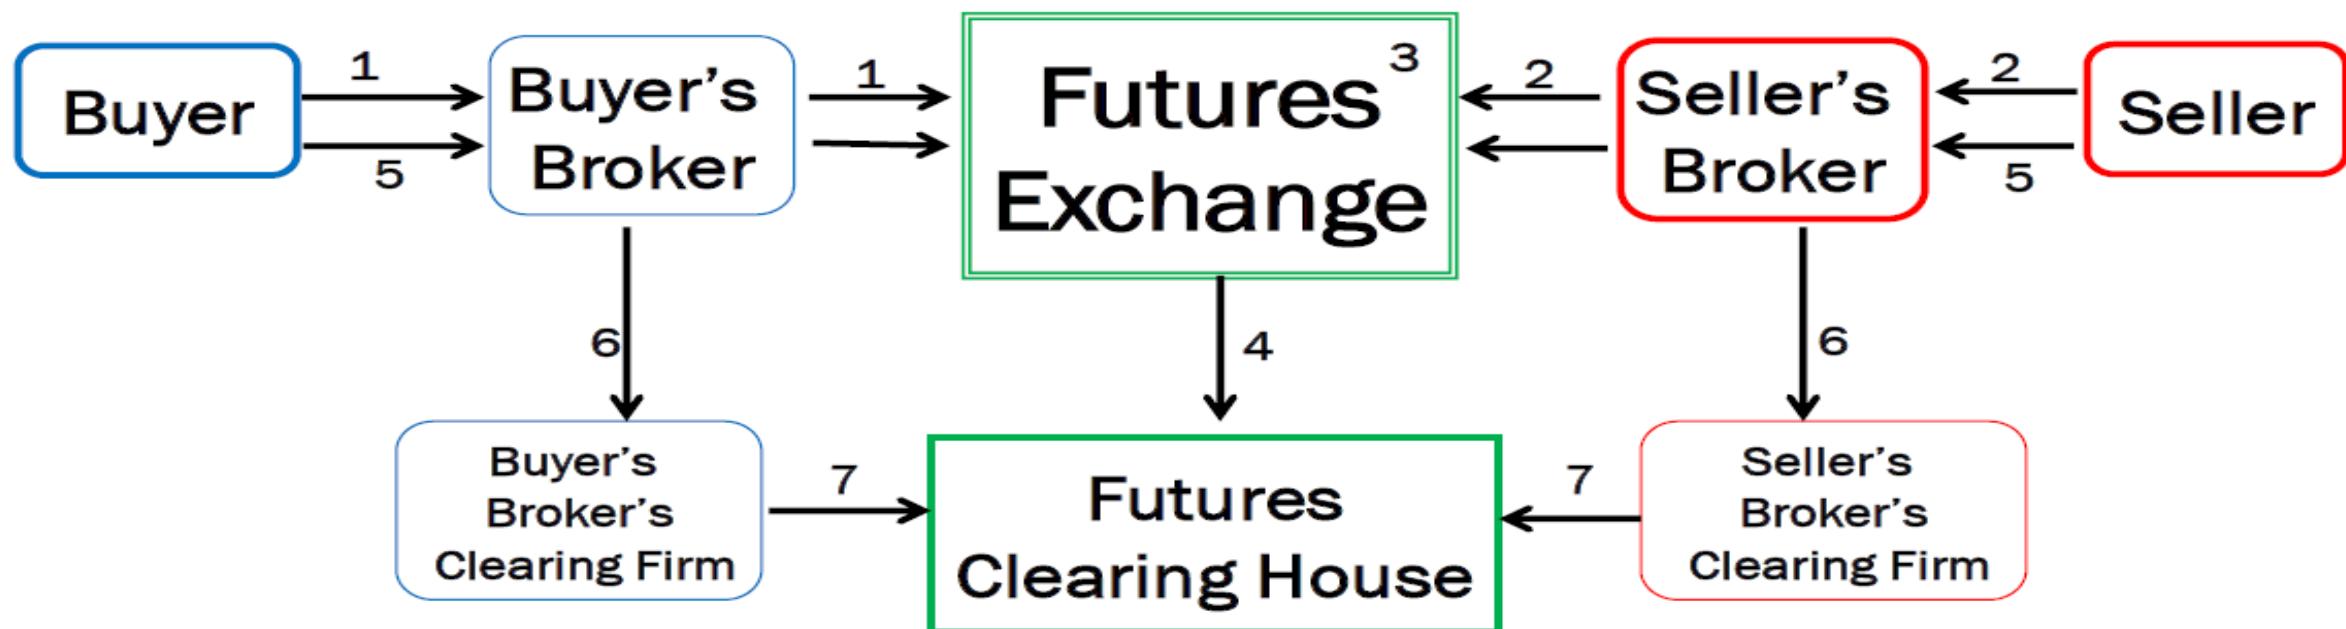 Buyer
1
5
Buyer's
Broker
1
Futures
3
Exchange
2
Seller's
Broker
2
5
Seller
6
4
6
Buyer's
Broker's
Clearing Firm
7
Futures
Clearing House
7
Seller's
Broker's
Clearing Firm